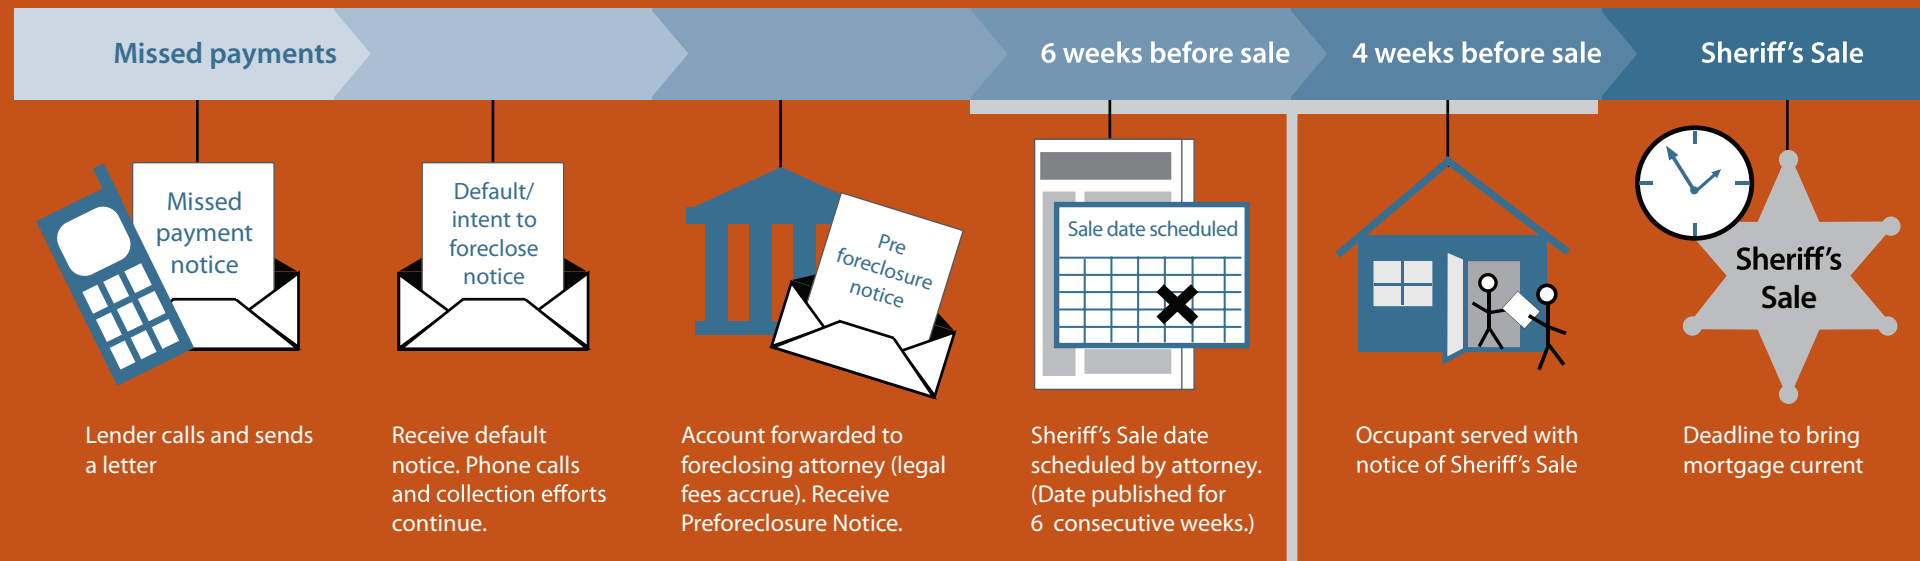 Missed payments
6 weeks before sale
4 weeks before sale
Sheriff's Sale
Missed
payment
notice
Default/
intent to
foreclose
notice
Pre
foreclosure
notice
Sale date scheduled
Sheriff's
Sale
Lender calls and sends
a letter
Receive default
notice. Phone calls
and collection efforts
continue.
Account forwarded to
foreclosing attorney (legal
fees accrue). Receive
Preforeclosure Notice.
Sheriff's Sale date
scheduled by attorney.
(Date published for
6 consecutive weeks.)
Occupant served with
notice of Sheriff's Sale
Deadline to bring
mortgage current